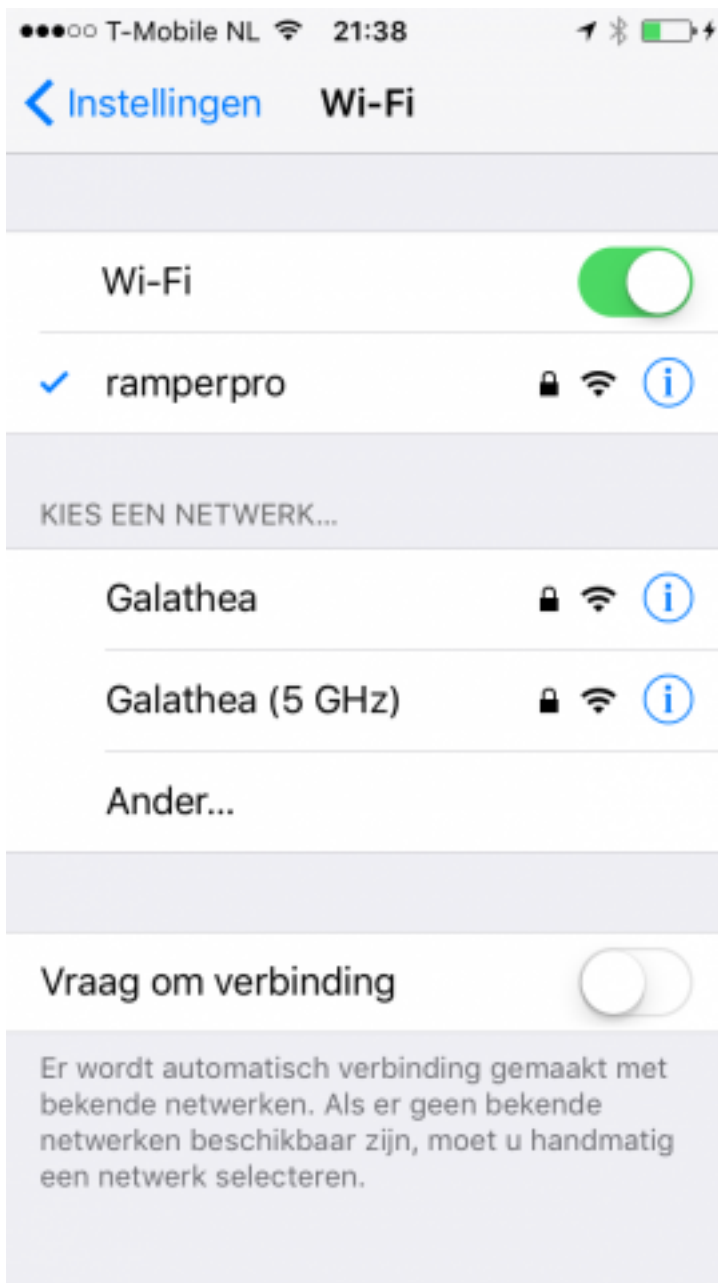 T-Mobile NL 21:38
Instellingen Wi-Fi
Wi-Fi
ramperpro
KIES EEN NETWERK...
Galathea
Galathea (5 GHz)
Ander...
Vraag om verbinding
Er wordt automatisch verbinding gemaakt met
bekende netwerken. Als er geen bekende
netwerken beschikbaar zijn, moet u handmatig
een netwerk selecteren.